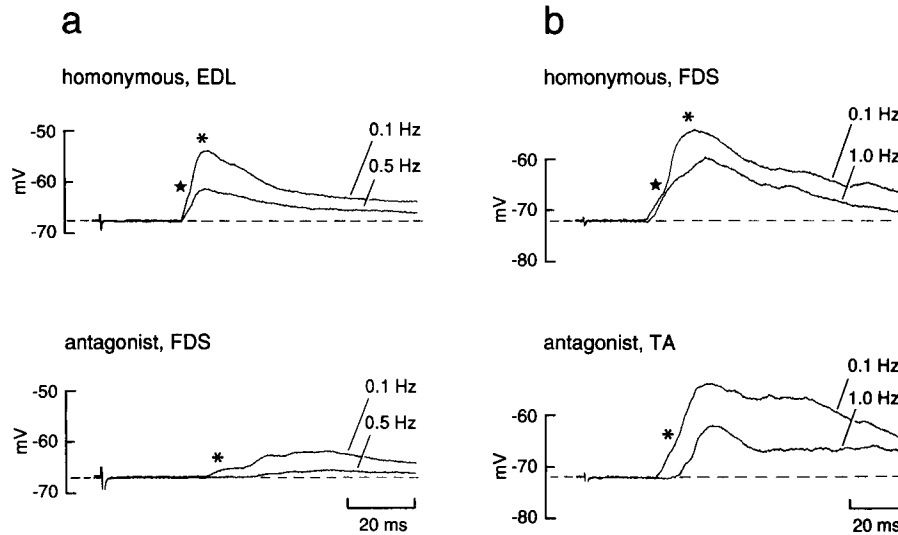 a
homonymous, EDL
-50
-60
-70
mV
*
★
0.1 Hz
0.5 Hz
antagonist, FDS
-50
-60
-70
mV
*
0.1 Hz
0.5 Hz
20 ms
b
homonymous, FDS
-60
-70
-80
mV
*
★
0.1 Hz
1.0 Hz
antagonist, TA
-60
-70
-80
mV
*
0.1 Hz
1.0 Hz
20 ms